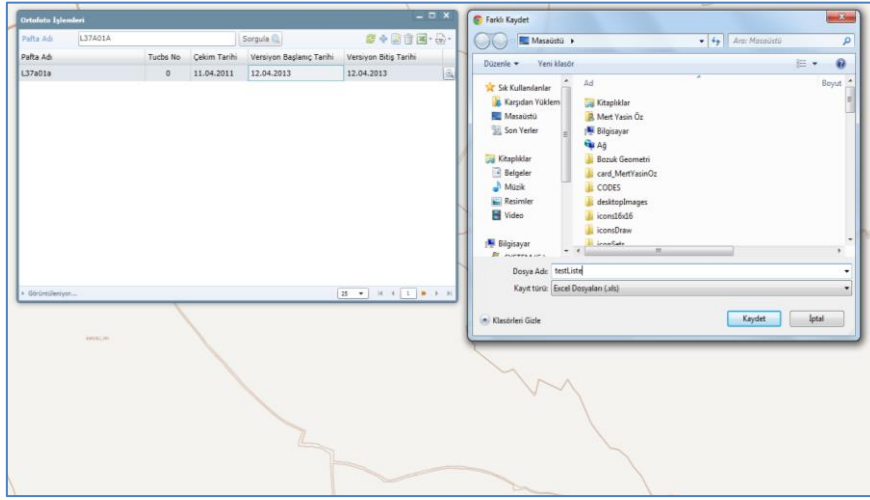 Ortofoto İşlemleri
Pafta Adı L37A01A Sorgula
Pafta Adı Tucbs No Çekim Tarihi Versiyon Başlangıç Tarihi Versiyon Bitiş Tarihi
L37a01a 0 11.04.2011 12.04.2013 12.04.2013
Görüntüleniyor...
25 1
Farklı Kaydet
Masaüstü
Ara: Masaüstü
Düzenle Yeni klasör
Ad Boyut
Sık Kullanılanlar
Karşıdan Yüklem
Masaüstü
Son Yerler
Kitaplıklar
Belgeler
Müzik
Resimler
Video
Bilgisayar
Kitaplıklar
Mert Yasin Öz
Bilgisayar
Ağ
Bozuk Geometri
card_MertYasinOz
CODES
desktopImages
icons16x16
iconsDraw
iconSets
Dosya Adı: testListe
Kayıt türü: Excel Dosyaları (.xls)
Klasörleri Gizle
Kaydet İptal